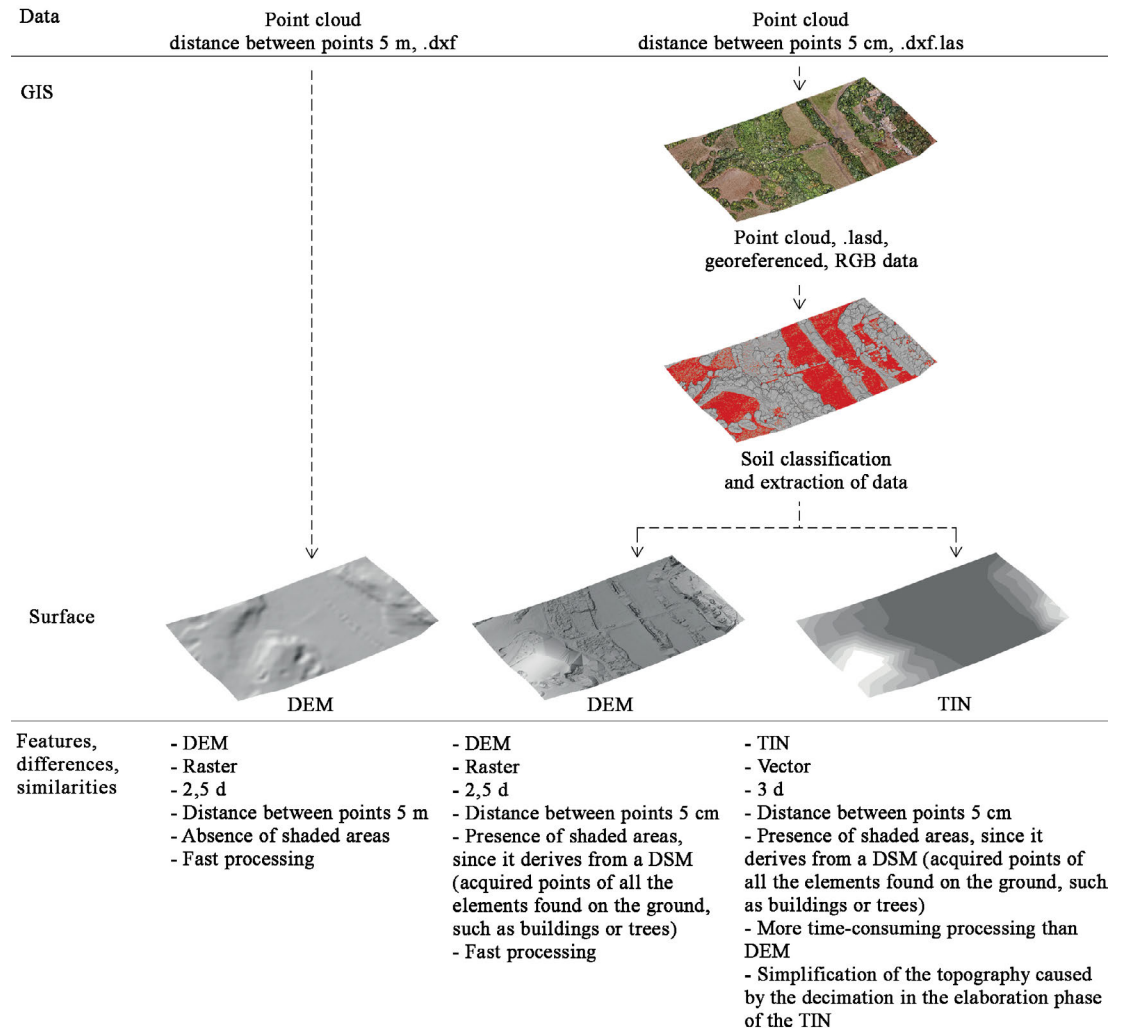 Data
Point cloud
distance between points 5 m, .dxf
Point cloud
distance between points 5 cm, .dxf.las
GIS
Point cloud, .lasd,
georeferenced, RGB data
Soil classification
and extraction of data
Surface
DEM
DEM
TIN
Features,
differences,
similarities
- DEM
- Raster
- 2,5 d
- Distance between points 5 m
- Absence of shaded areas
- Fast processing
- DEM
- Raster
- 2,5 d
- Distance between points 5 cm
- Presence of shaded areas,
since it derives from a DSM
(acquired points of all the
elements found on the ground,
such as buildings or trees)
- Fast processing
- TIN
- Vector
- 3 d
- Distance between points 5 cm
- Presence of shaded areas, since it
derives from a DSM (acquired points of
all the elements found on the ground, such
as buildings or trees)
- More time-consuming processing than
DEM
- Simplification of the topography caused
by the decimation in the elaboration phase
of the TIN